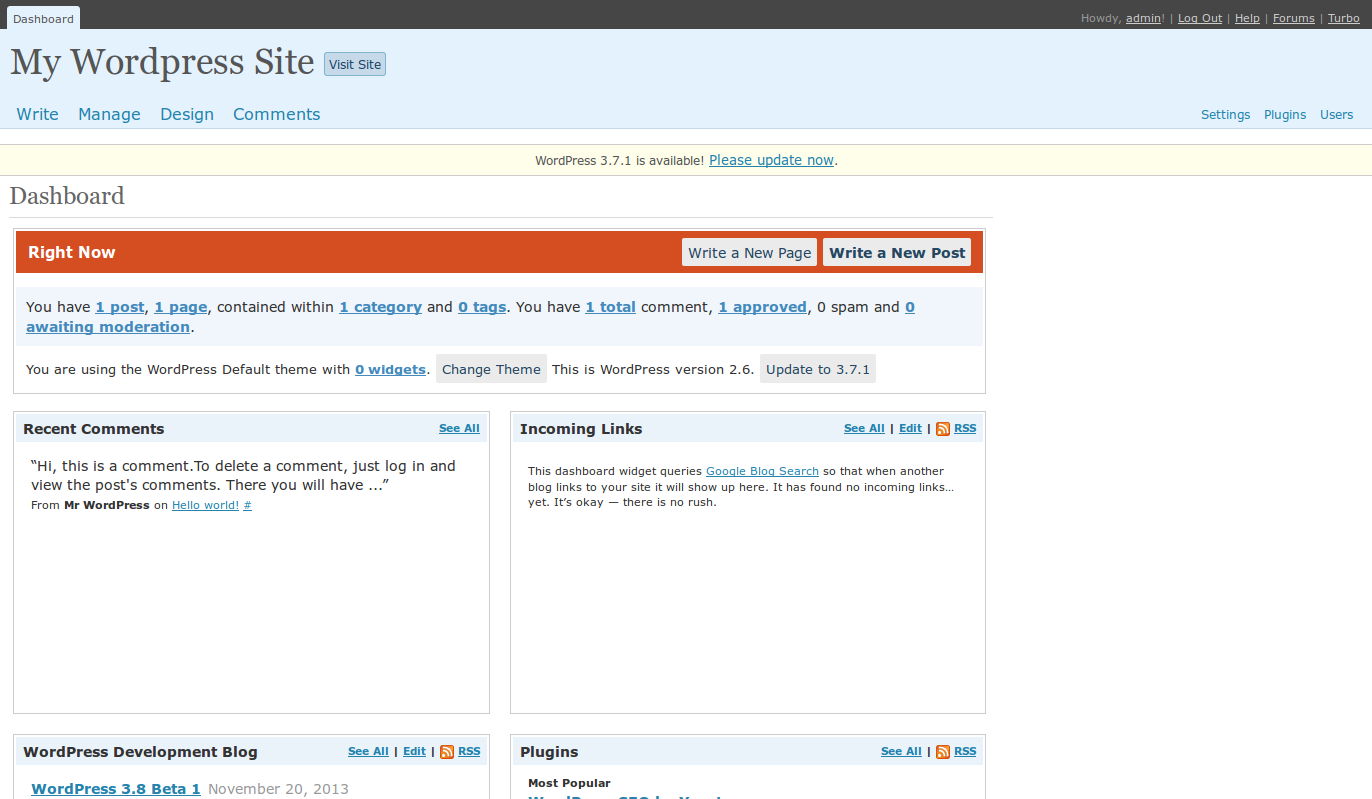 Dashboard
Howdy, admin! | Log Out | Help | Forums | Turbo
My Wordpress Site Visit Site
Write Manage Design Comments Settings Plugins Users
WordPress 3.7.1 is available! Please update now.
Dashboard
Right Now Write a New Page Write a New Post
You have 1 post, 1 page, contained within 1 category and 0 tags. You have 1 total comment, 1 approved, 0 spam and 0
awaiting moderation.
You are using the WordPress Default theme with 0 widgets. Change Theme This is WordPress version 2.6. Update to 3.7.1
Recent Comments See All
“Hi, this is a comment.To delete a comment, just log in and
view the post's comments. There you will have ...”
From Mr WordPress on Hello world! #
Incoming Links See All | Edit | RSS
This dashboard widget queries Google Blog Search so that when another
blog links to your site it will show up here. It has found no incoming links...
yet. It’s okay — there is no rush.
WordPress Development Blog See All | Edit | RSS
WordPress 3.8 Beta 1 November 20, 2013
Plugins See All | RSS
Most Popular